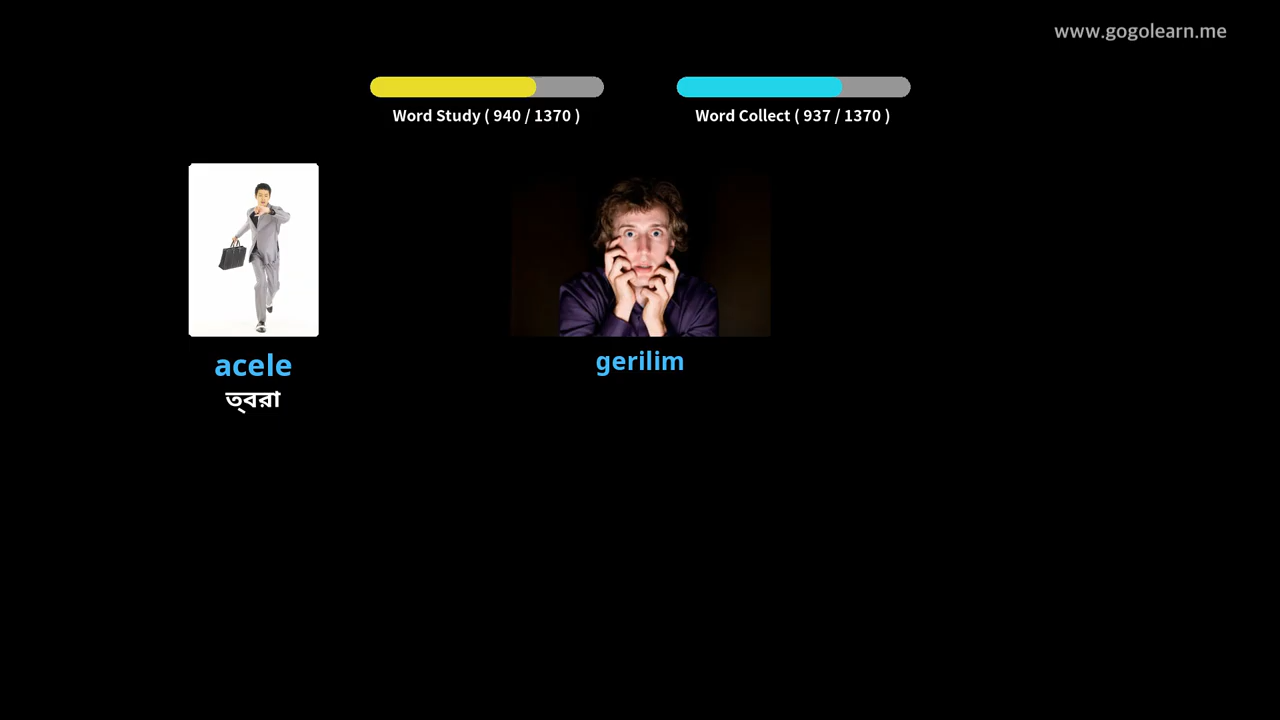 www.gogolearn.me
Word Study ( 940 / 1370 )
Word Collect ( 937 / 1370 )
acele
ত্বরা
gerilim